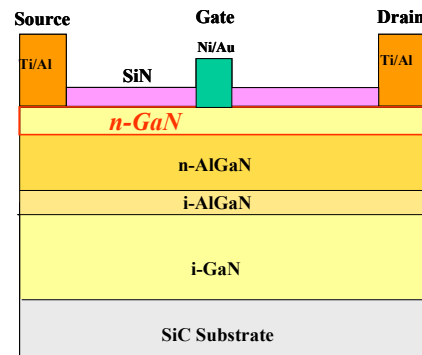 Source Gate Drain
Ni/Au
Ti/Al Ti/Al
SiN
n-GaN
n-AlGaN
i-AlGaN
i-GaN
SiC Substrate